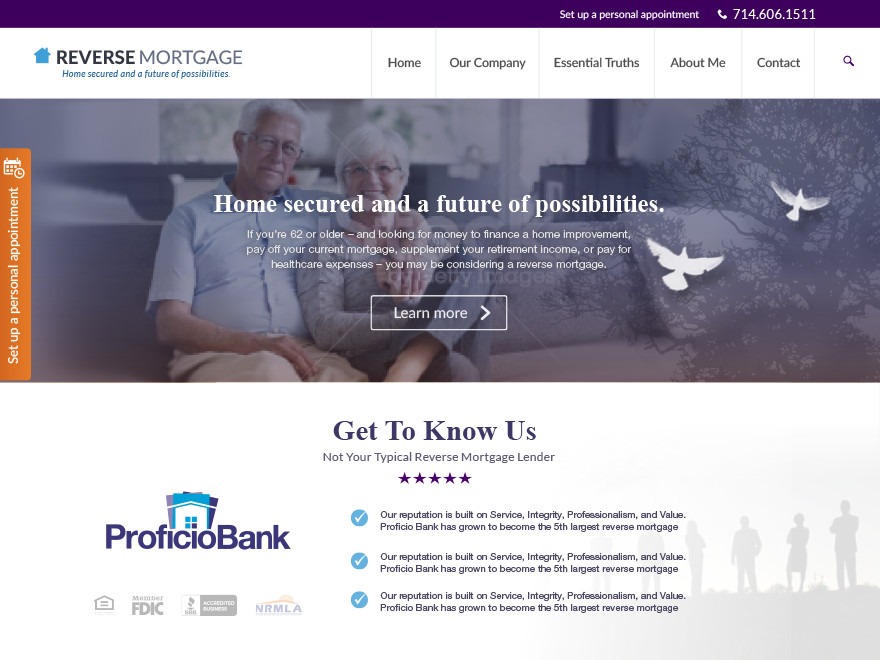 Set up a personal appointment 714.606.1511
REVERSE MORTGAGE
Home secured and a future of possibilities.
Home Our Company Essential Truths About Me Contact
Set up a personal appointment
Home secured and a future of possibilities.
If you're 62 or older – and looking for money to finance a home improvement,
pay off your current mortgage, supplement your retirement income, or pay for
healthcare expenses – you may be considering a reverse mortgage.
Learn more
Get To Know Us
Not Your Typical Reverse Mortgage Lender
ProficioBank
Our reputation is built on Service, Integrity, Professionalism, and Value.
Proficio Bank has grown to become the 5th largest reverse mortgage
Our reputation is built on Service, Integrity, Professionalism, and Value.
Proficio Bank has grown to become the 5th largest reverse mortgage
Our reputation is built on Service, Integrity, Professionalism, and Value.
Proficio Bank has grown to become the 5th largest reverse mortgage
Member
FDIC
BBB
ACCREDITED
BUSINESS
NRMLA